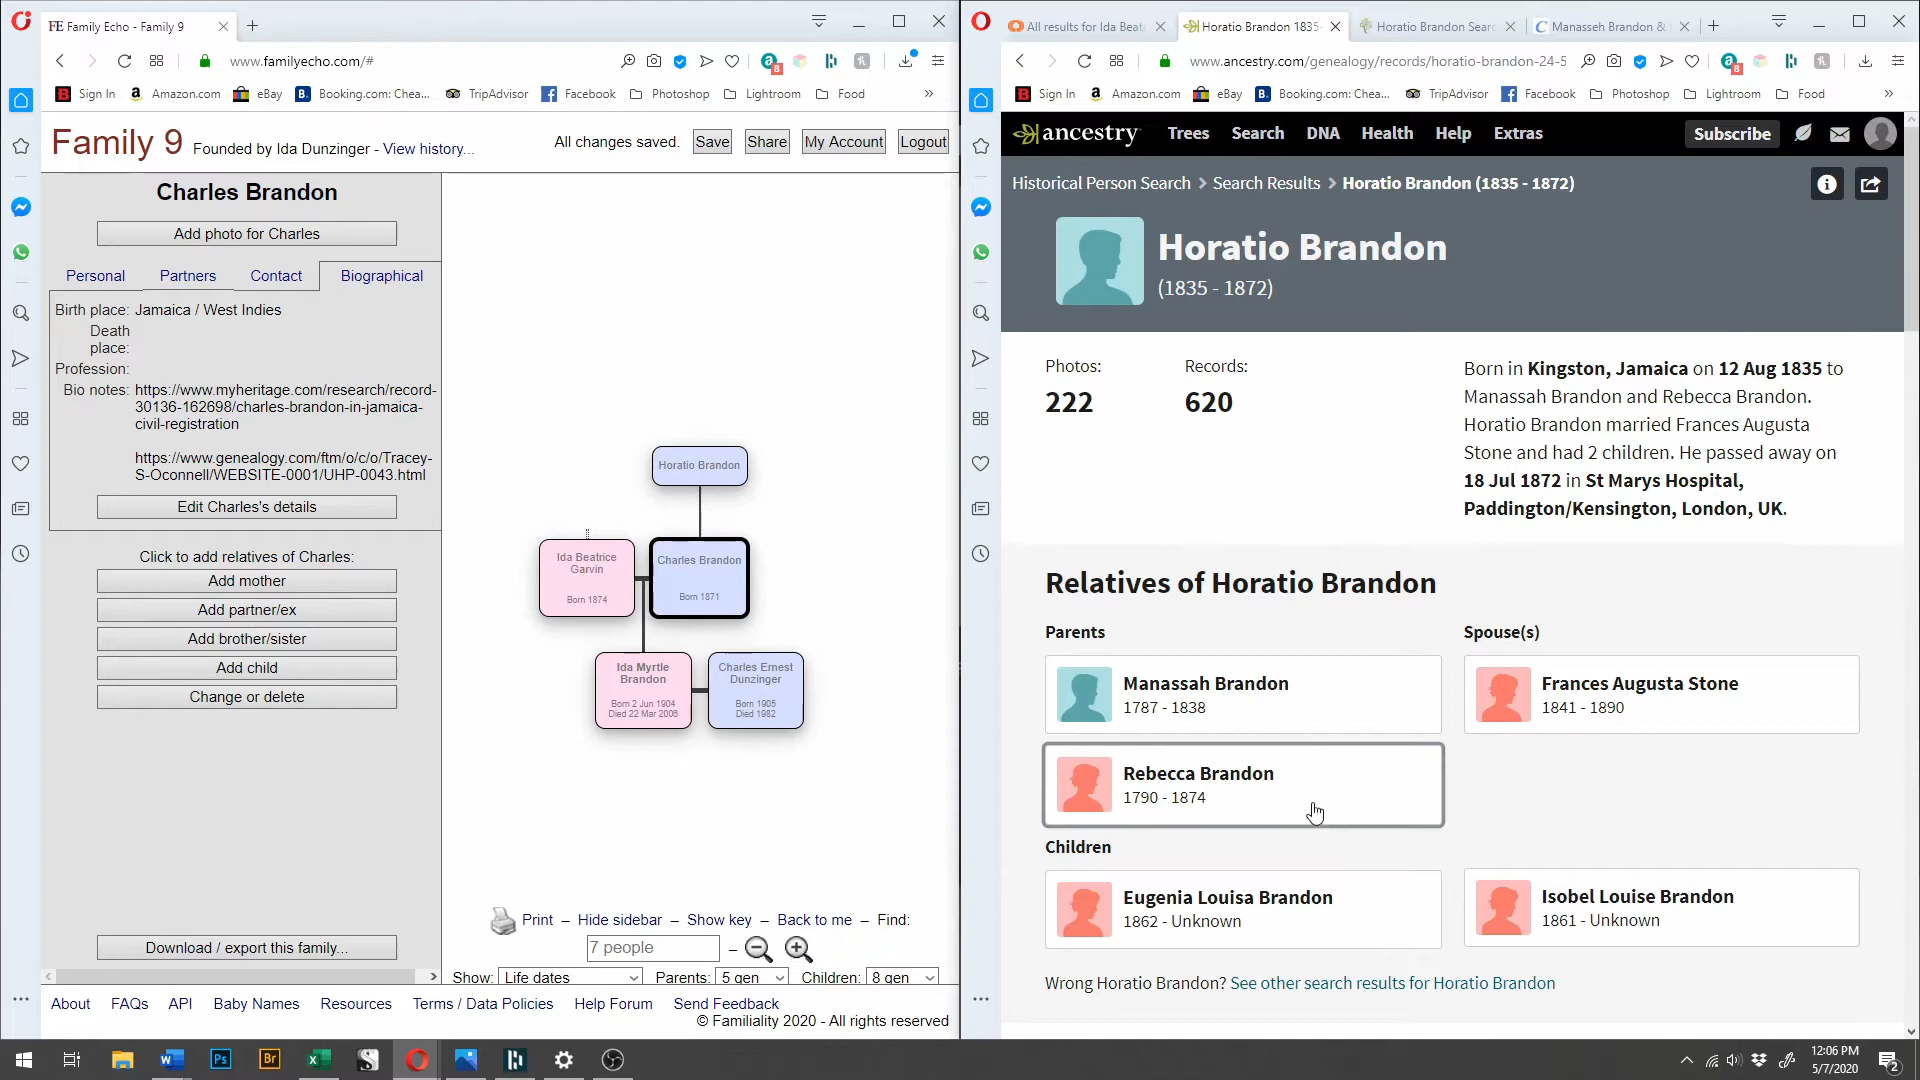 FE Family Echo - Family 9
www.familyecho.com/#
Sign In
Amazon.com
eBay
Booking.com: Chea...
TripAdvisor
Facebook
Photoshop
Lightroom
Food
»
Family 9 Founded by Ida Dunzinger - View history...
All changes saved.
Save
Share
My Account
Logout
Charles Brandon
Add photo for Charles
Personal
Partners
Contact
Biographical
Birth place: Jamaica / West Indies
Death
place:
Profession:
Bio notes: https://www.myheritage.com/research/record-
30136-162698/charles-brandon-in-jamaica-
civil-registration
https://www.genealogy.com/ftm/o/c/o/Tracey-
S-Oconnell/WEBSITE-0001/UHP-0043.html
Edit Charles's details
Click to add relatives of Charles:
Add mother
Add partner/ex
Add brother/sister
Add child
Change or delete
Download / export this family...
Horatio Brandon
Ida Beatrice
Garvin
Born 1874
Charles Brandon
Born 1871
Ida Myrtle
Brandon
Born 2 Jun 1904
Died 22 Mar 2006
Charles Ernest
Dunzinger
Born 1905
Died 1982
Print – Hide sidebar – Show key – Back to me – Find:
7 people
–
Show: Life dates
Parents: 5 gen
Children: 8 gen
About
FAQs
API
Baby Names
Resources
Terms / Data Policies
Help Forum
Send Feedback
© Familiality 2020 - All rights reserved
All results for Ida Beat
Horatio Brandon 1835-
Horatio Brandon Sear
Manasseh Brandon &
www.ancestry.com/genealogy/records/horatio-brandon-24-5
Sign In
Amazon.com
eBay
Booking.com: Chea...
TripAdvisor
Facebook
Photoshop
Lightroom
Food
»
ancestry
Trees
Search
DNA
Health
Help
Extras
Subscribe
Historical Person Search > Search Results > Horatio Brandon (1835 - 1872)
Horatio Brandon
(1835 - 1872)
Photos:
222
Records:
620
Born in Kingston, Jamaica on 12 Aug 1835 to
Manassah Brandon and Rebecca Brandon.
Horatio Brandon married Frances Augusta
Stone and had 2 children. He passed away on
18 Jul 1872 in St Marys Hospital,
Paddington/Kensington, London, UK.
Relatives of Horatio Brandon
Parents
Manassah Brandon
1787 - 1838
Rebecca Brandon
1790 - 1874
Spouse(s)
Frances Augusta Stone
1841 - 1890
Children
Eugenia Louisa Brandon
1862 - Unknown
Isobel Louise Brandon
1861 - Unknown
Wrong Horatio Brandon? See other search results for Horatio Brandon
12:06 PM
5/7/2020
2